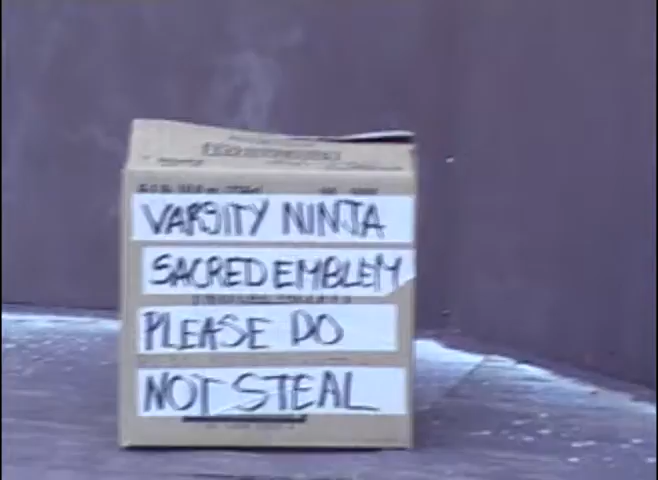 VARSITY NINJA
SACRED EMBLEM
PLEASE DO
NOT STEAL